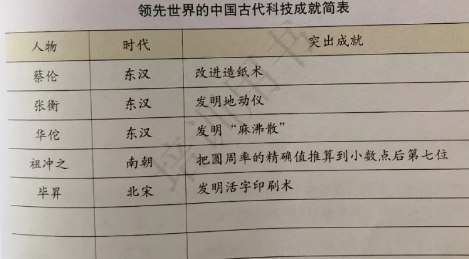 领先世界的中国古代科技成就简表
人物 时代 突出成就
蔡伦 东汉 改进造纸术
张衡 东汉 发明地动仪
华佗 东汉 发明“麻沸散”
祖冲之 南朝 把圆周率的精确值推算到小数点后第七位
毕昇 北宋 发明活字印刷术